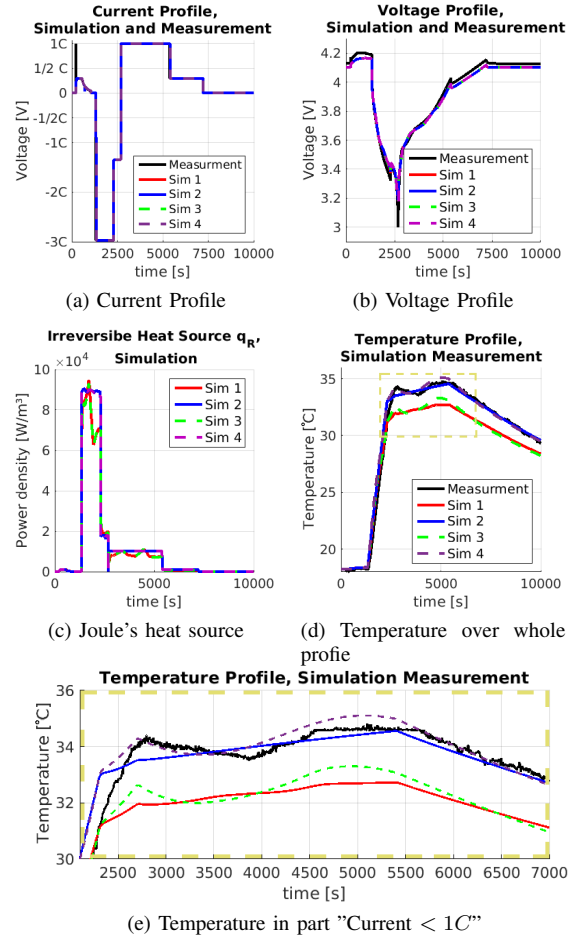 Current Profile,
Simulation and Measurement
1C
1/2 C
0
-1/2C
-1C
-2C
-3C
Voltage [V]
Measurment
Sim 1
Sim 2
Sim 3
Sim 4
0 2500 5000 7500 10000
time [s]
(a) Current Profile
Voltage Profile,
Simulation and Measurement
4.2
4
3.8
3.6
3.4
3.2
3
Voltage [V]
Measurement
Sim 1
Sim 2
Sim 3
Sim 4
0 2500 5000 7500 10000
time [s]
(b) Voltage Profile
Irreversibe Heat Source q_R,
Simulation
× 10⁴
10
8
6
4
2
0
Power density [W/m³]
Sim 1
Sim 2
Sim 3
Sim 4
0 5000 10000
time [s]
(c) Joule's heat source
Temperature Profile,
Simulation Measurement
35
30
25
20
Temperature [℃]
Measurment
Sim 1
Sim 2
Sim 3
Sim 4
0 5000 10000
time [s]
(d) Temperature over whole
profie
Temperature Profile, Simulation Measurement
36
34
32
30
Temperature [℃]
2500 3000 3500 4000 4500 5000 5500 6000 6500 7000
time [s]
(e) Temperature in part ”Current < 1C”